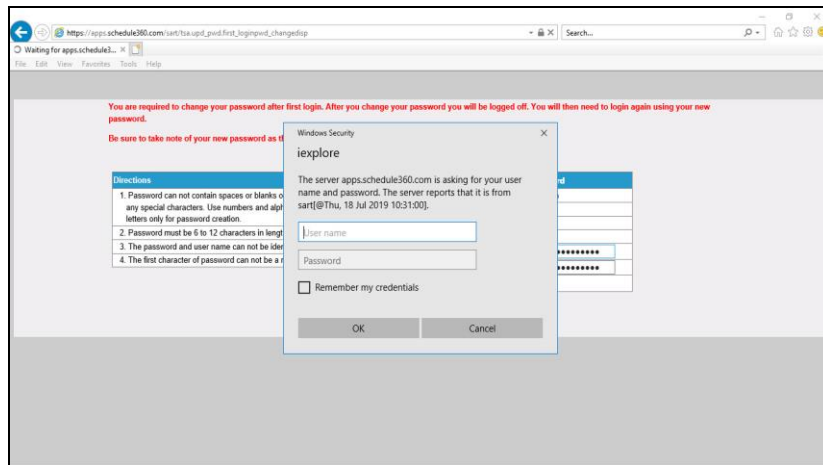 https://apps.schedule360.com/sart/tsa.upd_pwd.first_loginpwd_changedisp
Search...
Waiting for apps.schedule3...
File Edit View Favorites Tools Help
You are required to change your password after first login. After you change your password you will be logged off. You will then need to login again using your new
password.
Be sure to take note of your new password as
Windows Security
iexplore
The server apps.schedule360.com is asking for your user
name and password. The server reports that it is from
sart[@Thu, 18 Jul 2019 10:31:00].
User name
Password
Remember my credentials
OK Cancel
Directions
1. Password can not contain spaces or blanks
any special characters. Use numbers and
letters only for password creation.
2. Password must be 6 to 12 characters in
3. The password and user name can not be
4. The first character of password can not be a